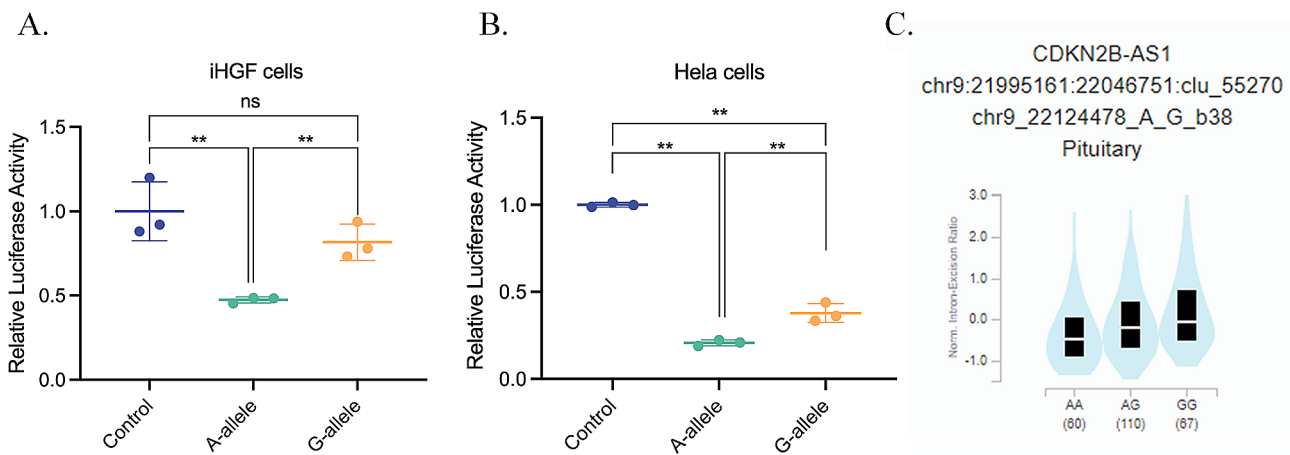 A.
iHGF cells
ns
**
**
Relative Luciferase Activity
1.5
1.0
0.5
0.0
Control
A-allele
G-allele
B.
Hela cells
**
**
**
Relative Luciferase Activity
1.5
1.0
0.5
0.0
Control
A-allele
G-allele
C.
CDKN2B-AS1
chr9:21995161:22046751:clu_55270
chr9_22124478_A_G_b38
Pituitary
Norm. Intron-Excision Ratio
3.0
2.0
1.0
0.0
-1.0
AA AG GG
(60) (110) (67)